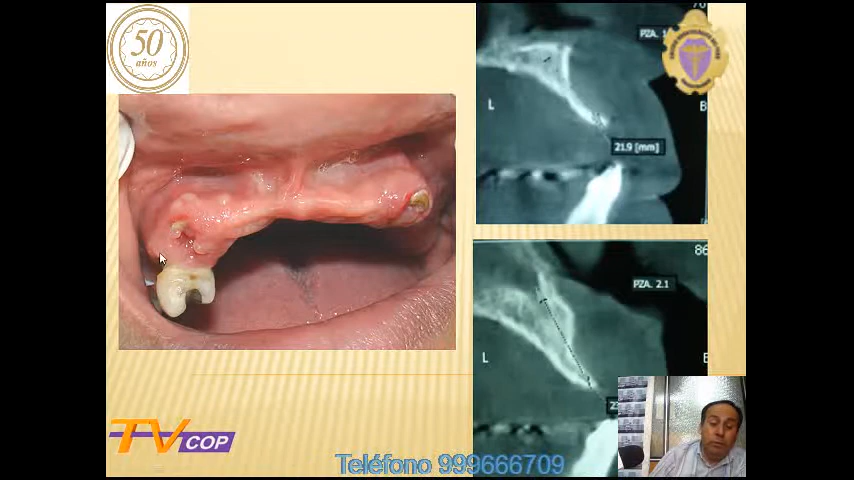 50
años
PZA. 1
L
B
21.9 [mm]
86
PZA. 2.1
L
B
TV COP
Teléfono 999666709